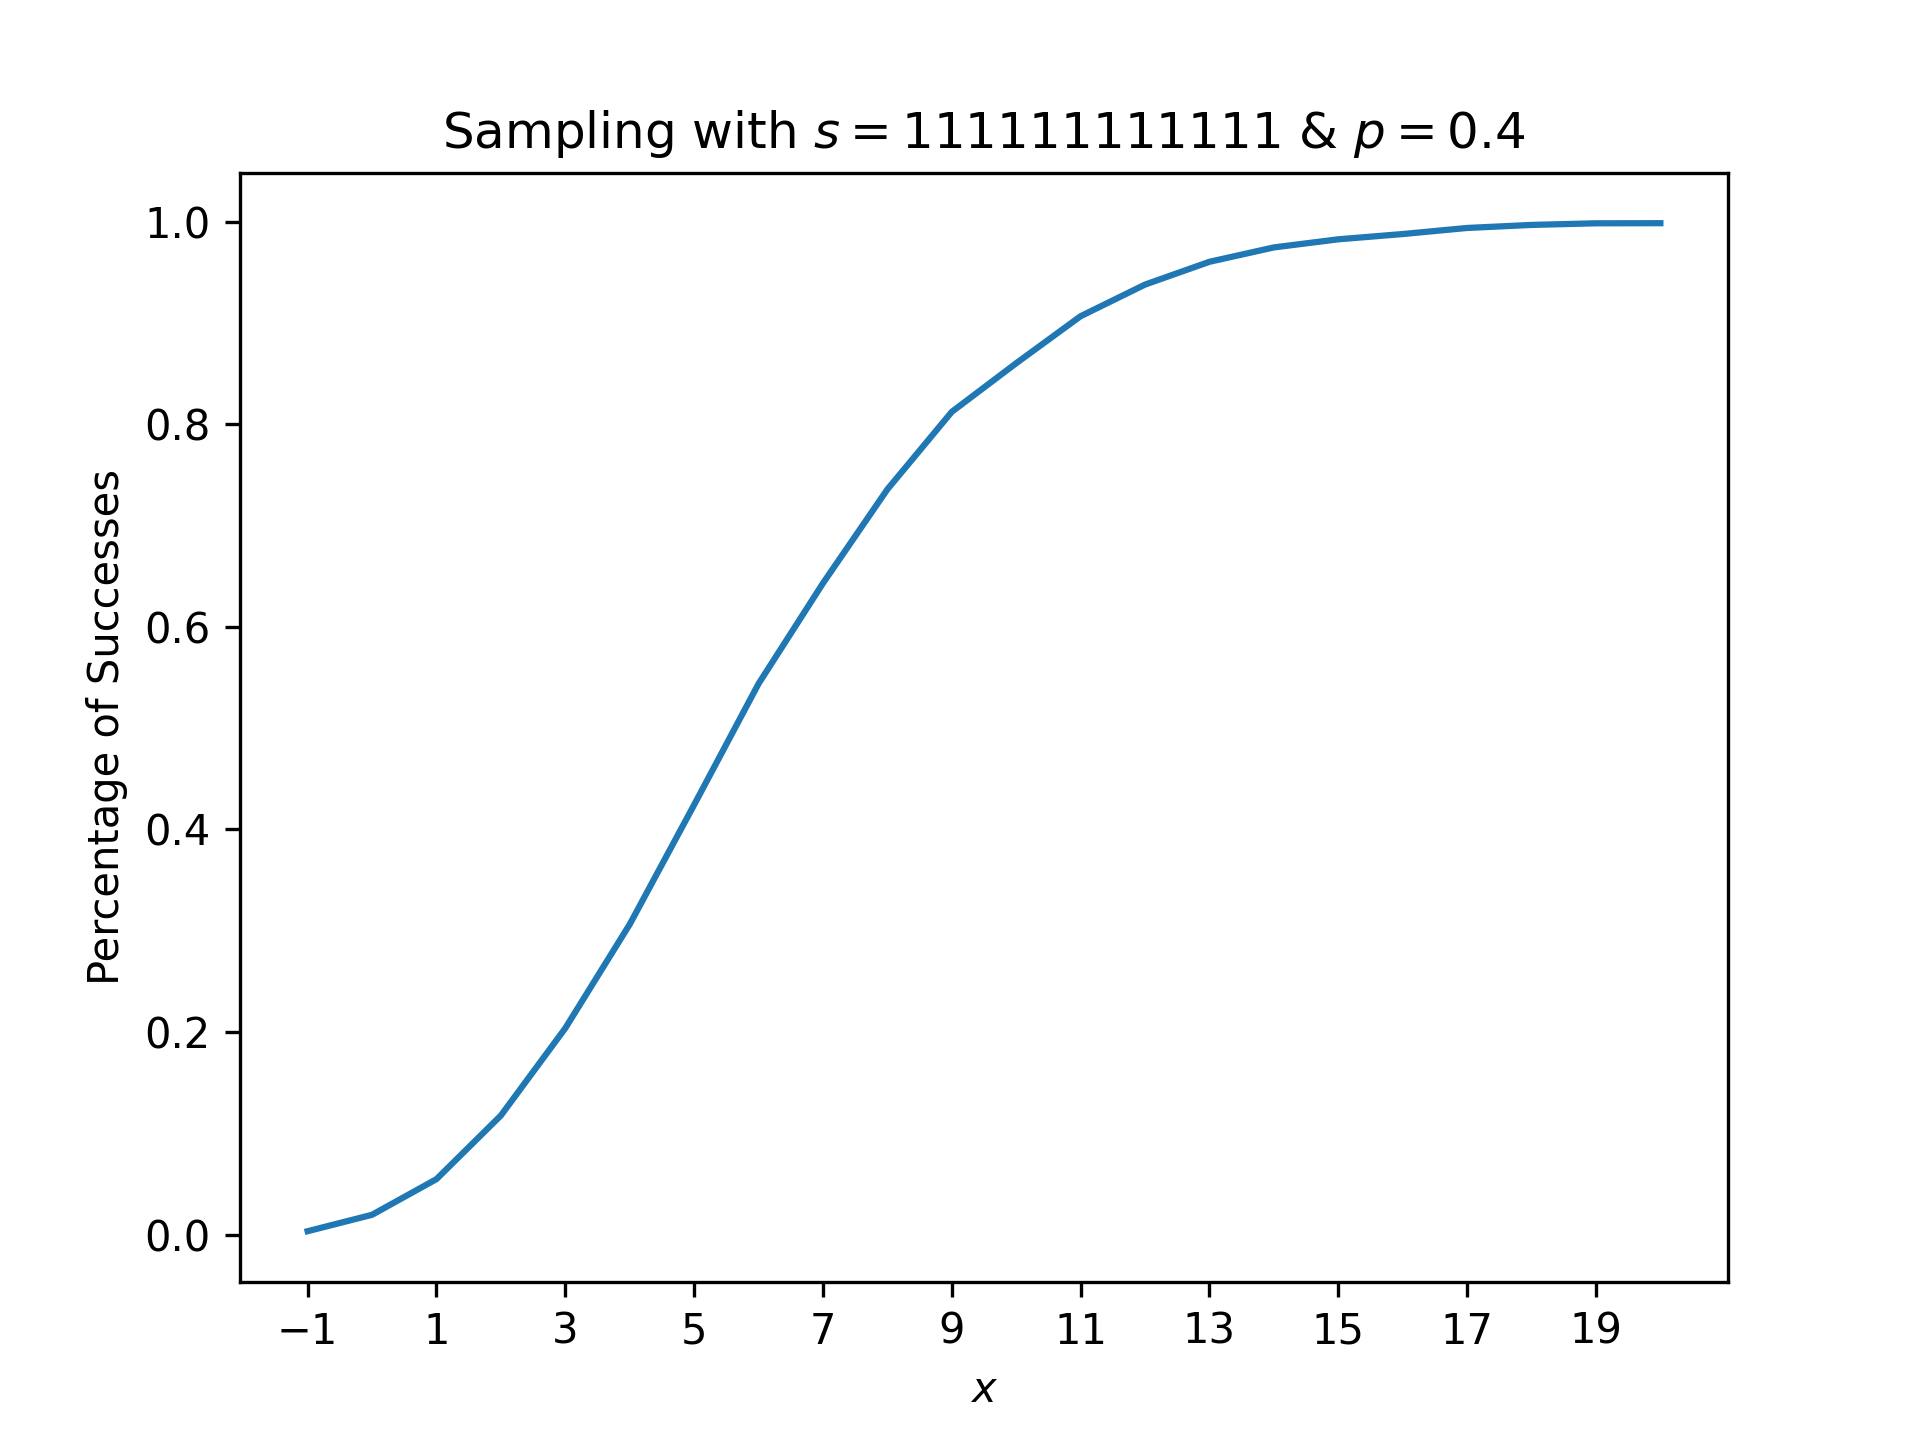 Sampling with s = 111111111111 & p = 0.4
1.0
0.8
0.6
0.4
0.2
0.0
Percentage of Successes
−1 1 3 5 7 9 11 13 15 17 19
x